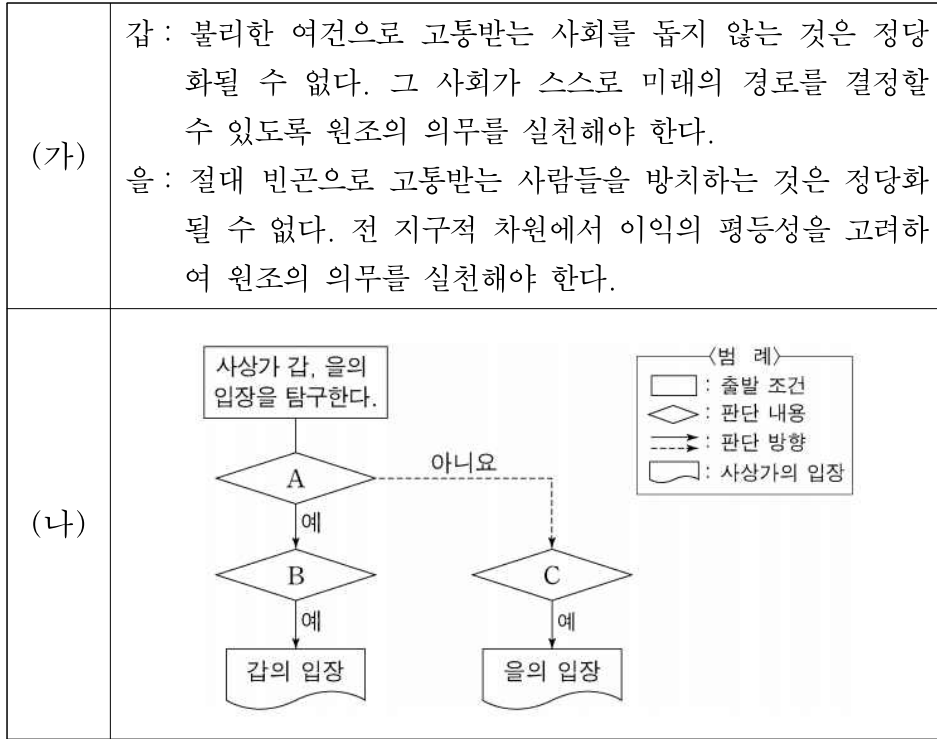 (가)
갑 : 불리한 여건으로 고통받는 사회를 돕지 않는 것은 정당
화될 수 없다. 그 사회가 스스로 미래의 경로를 결정할
수 있도록 원조의 의무를 실천해야 한다.
을 : 절대 빈곤으로 고통받는 사람들을 방치하는 것은 정당화
될 수 없다. 전 지구적 차원에서 이익의 평등성을 고려하
여 원조의 의무를 실천해야 한다.
(나)
사상가 갑, 을의
입장을 탐구한다.
A
아니요
예
B
C
예
예
갑의 입장
을의 입장
〈범 례〉
: 출발 조건
: 판단 내용
: 판단 방향
: 사상가의 입장